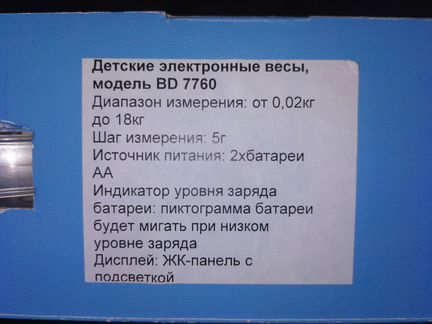 Детские электронные весы,
модель BD 7760
Диапазон измерения: от 0,02кг
до 18кг
Шаг измерения: 5г
Источник питания: 2хбатареи
АА
Индикатор уровня заряда
батареи: пиктограмма батареи
будет мигать при низком
уровне заряда
Дисплей: ЖК-панель с
подсветкой